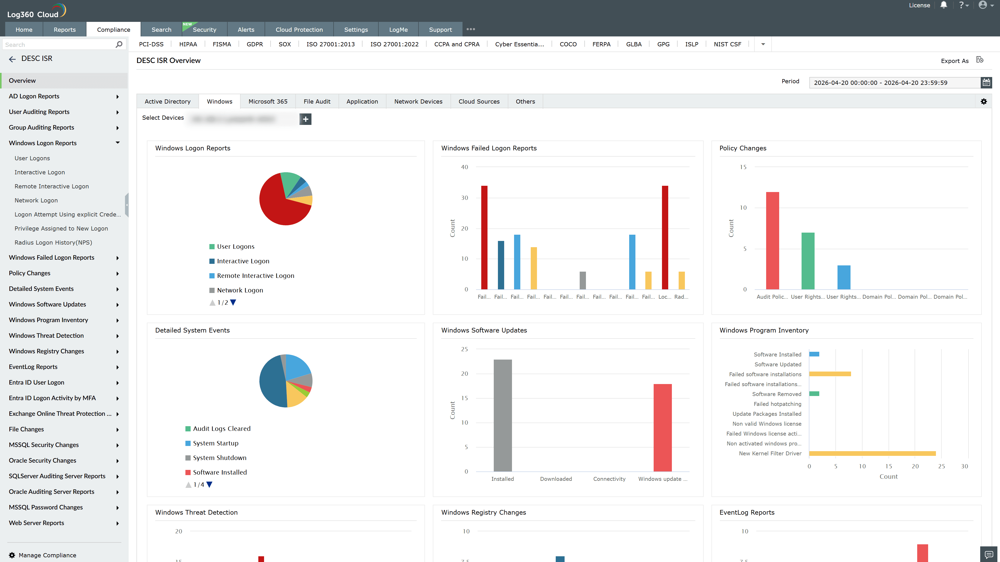 License
?
Log360 Cloud
Home
Reports
Compliance
Search
NEW
Security
Alerts
Cloud Protection
Settings
LogMe
Support
Search
PCI-DSS
HIPAA
FISMA
GDPR
SOX
ISO 27001:2013
ISO 27001:2022
CCPA and CPRA
Cyber Essentia...
COCO
FERPA
GLBA
GPG
ISLP
NIST CSF
DESC ISR
Overview
AD Logon Reports
User Auditing Reports
Group Auditing Reports
Windows Logon Reports
User Logons
Interactive Logon
Remote Interactive Logon
Network Logon
Logon Attempt Using explicit Crede...
Privilege Assigned to New Logon
Radius Logon History(NPS)
Windows Failed Logon Reports
Policy Changes
Detailed System Events
Windows Software Updates
Windows Program Inventory
Windows Threat Detection
Windows Registry Changes
EventLog Reports
Entra ID User Logon
Entra ID Logon Activity by MFA
Exchange Online Threat Protection ...
File Changes
MSSQL Security Changes
Oracle Security Changes
SQLServer Auditing Server Reports
Oracle Auditing Server Reports
MSSQL Password Changes
Web Server Reports
Manage Compliance
DESC ISR Overview
Export As
Period
2026-04-20 00:00:00 - 2026-04-20 23:59:59
Active Directory
Windows
Microsoft 365
File Audit
Application
Network Devices
Cloud Sources
Others
Select Devices
Windows Logon Reports
User Logons
Interactive Logon
Remote Interactive Logon
Network Logon
1/2
Windows Failed Logon Reports
40
30
20
10
0
Count
Fail... Fail... Fail... Fail... Fail... Fail... Fail... Fail... Fail... Fail... Fail... Loc... Rad...
Policy Changes
15
10
5
0
Count
Audit Polic... User Rights... User Rights... Domain Pol... Domain Pol... Domain Pol...
Detailed System Events
Audit Logs Cleared
System Startup
System Shutdown
Software Installed
1/4
Windows Software Updates
25
20
15
10
5
0
Count
Installed Downloaded Connectivity Windows update ...
Windows Program Inventory
Software Installed
Software Updated
Failed software installations
Failed software installations...
Software Removed
Failed hotpatching
Update Packages Installed
Non valid Windows license
Failed Windows license acti...
Non activated windows pro...
New Kernel Filter Driver
0 5 10 15 20 25 30
Count
Windows Threat Detection
20
15
Windows Registry Changes
10
7.5
EventLog Reports
10
7.5